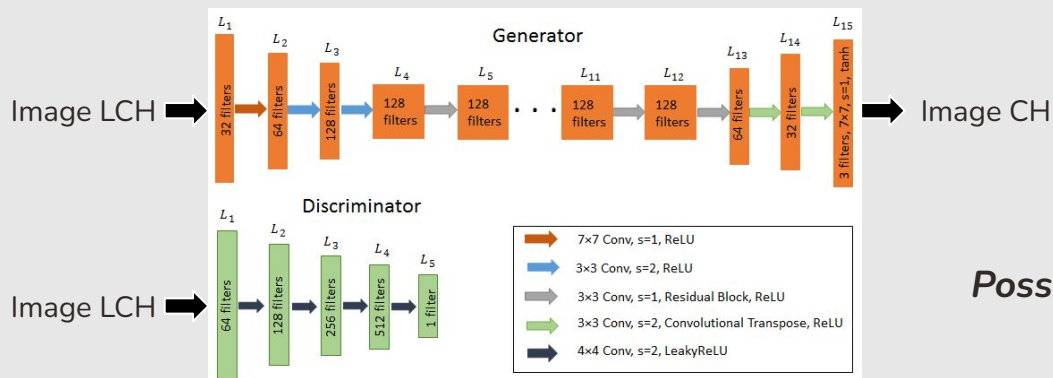 Generator
L₁
L₂
L₃
L₄
L₅
L₁₁
L₁₂
L₁₃
L₁₄
L₁₅
Image LCH
32 filters
64 filters
128 filters
128
filters
128
filters
. . .
128
filters
128
filters
64 filters
32 filters
3 filters, 7×7, s=1, tanh
Image CH
Discriminator
L₁
L₂
L₃
L₄
L₅
Image LCH
64 filters
128 filters
256 filters
512 filters
1 filter
7×7 Conv, s=1, ReLU
3×3 Conv, s=2, ReLU
3×3 Conv, s=1, Residual Block, ReLU
3×3 Conv, s=2, Convolutional Transpose, ReLU
4×4 Conv, s=2, LeakyReLU
Poss